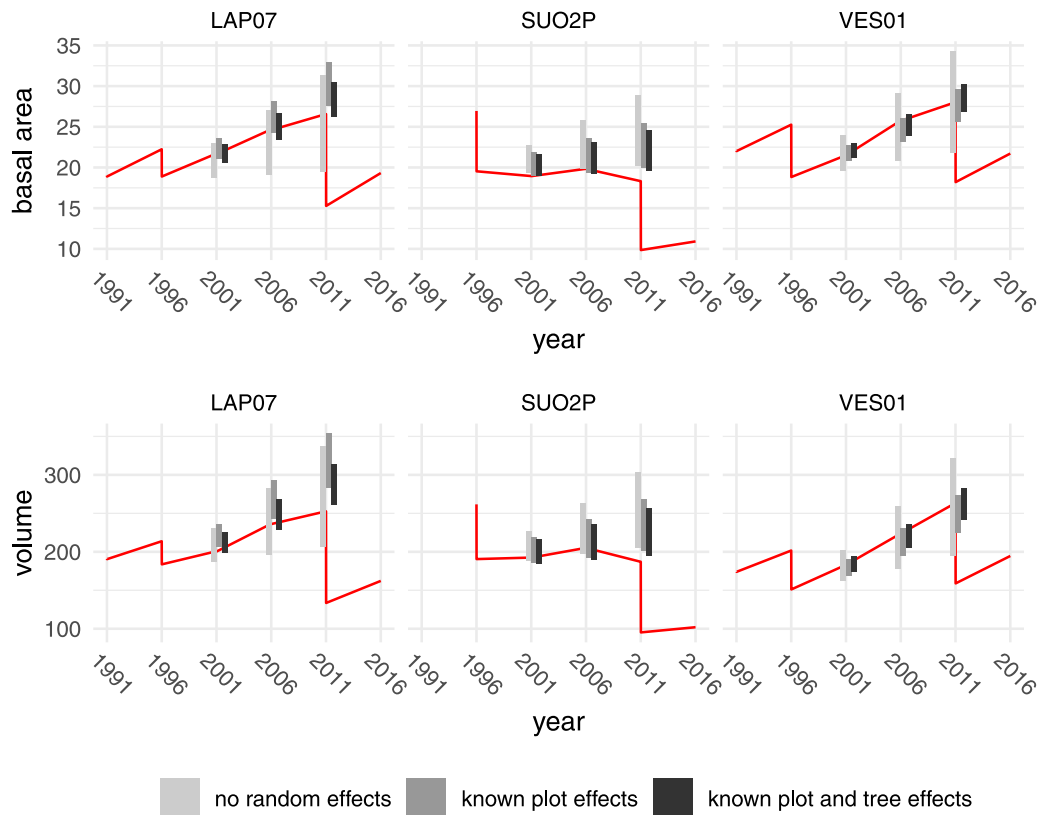 LAP07 SUO2P VES01
basal area
35
30
25
20
15
10
1991 1996 2001 2006 2011 2016 1991 1996 2001 2006 2011 2016 1991 1996 2001 2006 2011 2016
year
LAP07 SUO2P VES01
volume
300
200
100
1991 1996 2001 2006 2011 2016 1991 1996 2001 2006 2011 2016 1991 1996 2001 2006 2011 2016
year
no random effects known plot effects known plot and tree effects